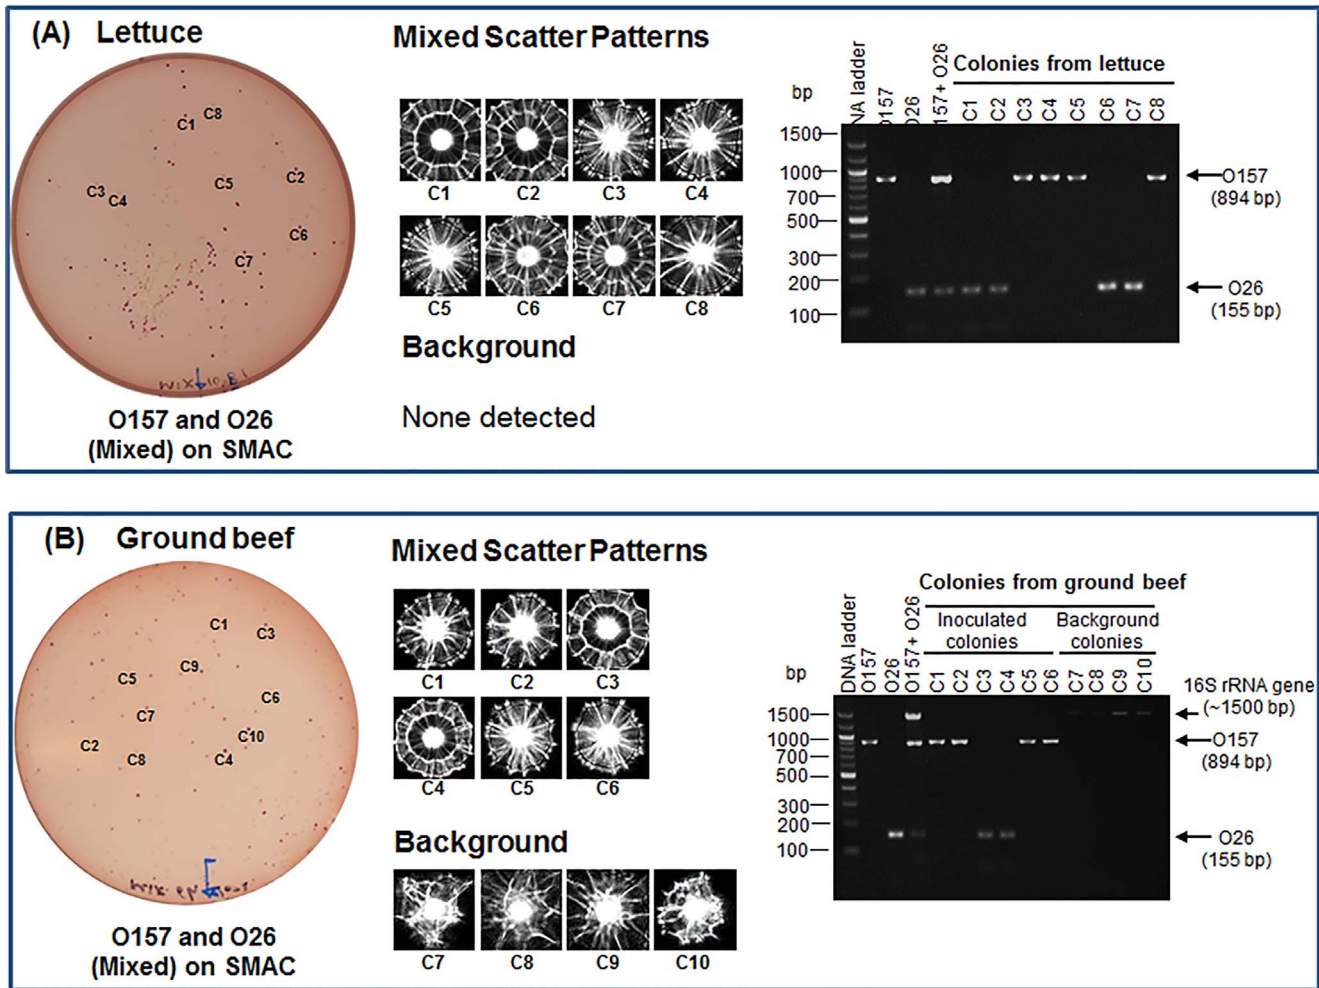 (A) Lettuce
C1
C8
C3
C4
C5
C2
C6
C7
O157 and O26
(Mixed) on SMAC
Mixed Scatter Patterns
C1 C2 C3 C4
C5 C6 C7 C8
Background
None detected
Colonies from lettuce
bp
NA ladder
O157
O26
157+ O26
C1
C2
C3
C4
C5
C6
C7
C8
1500
1000
700
500
300
200
100
O157
(894 bp)
O26
(155 bp)
(B) Ground beef
C1
C3
C9
C5
C6
C7
C10
C2
C8
C4
O157 and O26
(Mixed) on SMAC
Mixed Scatter Patterns
C1 C2 C3
C4 C5 C6
Background
C7 C8 C9 C10
Colonies from ground beef
Inoculated colonies
Background colonies
bp
DNA ladder
O157
O26
O157+ O26
C1
C2
C3
C4
C5
C6
C7
C8
C9
C10
1500
1000
700
500
300
200
100
16S rRNA gene
(~1500 bp)
O157
(894 bp)
O26
(155 bp)